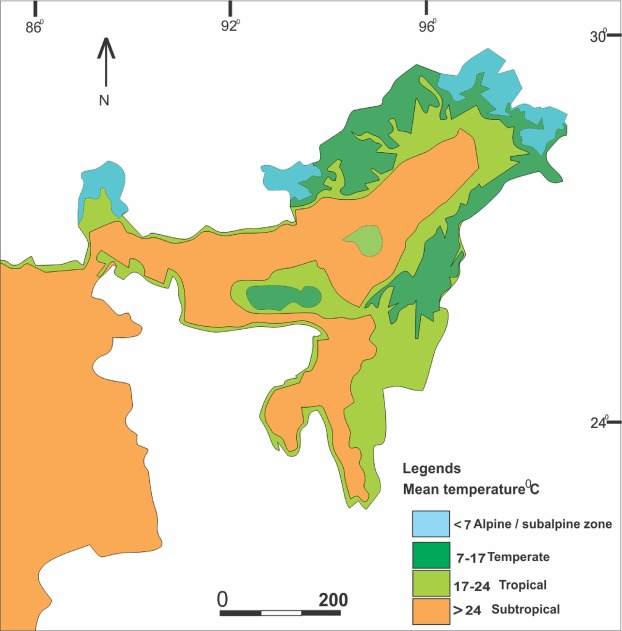 86⁰ 92⁰ 96⁰
30⁰
N
24⁰
Legends
Mean temperature⁰C
<7 Alpine / subalpine zone
7-17 Temperate
17-24 Tropical
>24 Subtropical
0 200